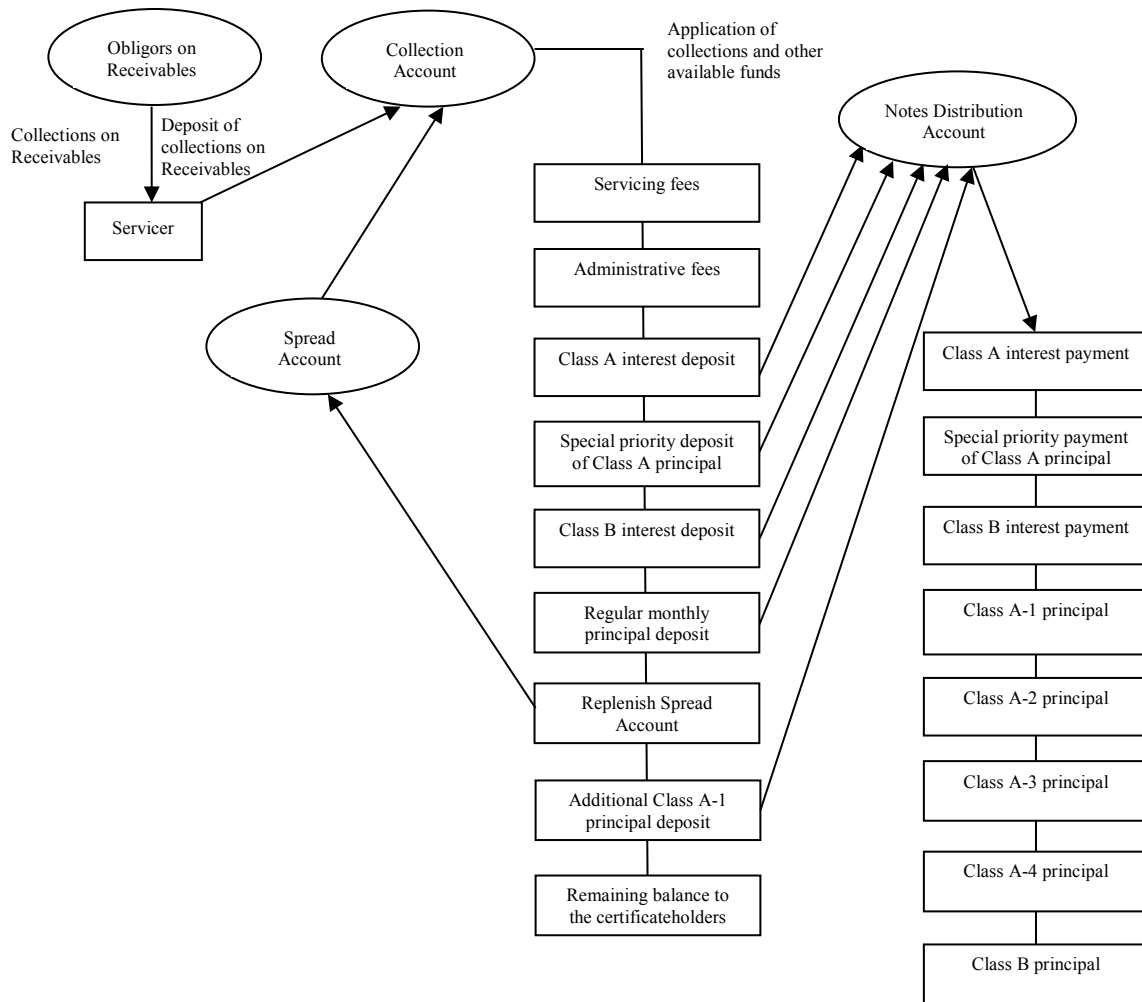 Obligors on
Receivables
Collection
Account
Application of
collections and other
available funds
Notes Distribution
Account
Collections on
Receivables
Deposit of
collections on
Receivables
Servicer
Spread
Account
Servicing fees
Administrative fees
Class A interest deposit
Special priority deposit
of Class A principal
Class B interest deposit
Regular monthly
principal deposit
Replenish Spread
Account
Additional Class A-1
principal deposit
Remaining balance to
the certificateholders
Class A interest payment
Special priority payment
of Class A principal
Class B interest payment
Class A-1 principal
Class A-2 principal
Class A-3 principal
Class A-4 principal
Class B principal